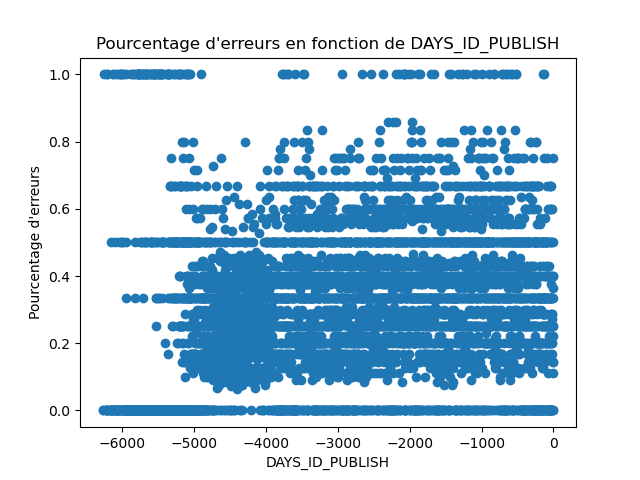 Pourcentage d'erreurs en fonction de DAYS_ID_PUBLISH
1.0
0.8
0.6
0.4
0.2
0.0
Pourcentage d'erreurs
−6000 −5000 −4000 −3000 −2000 −1000 0
DAYS_ID_PUBLISH